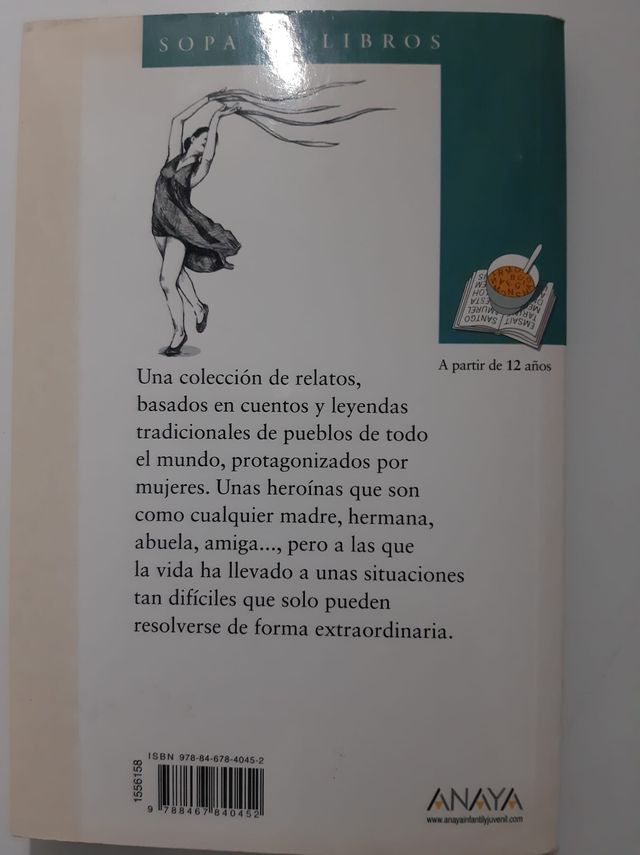 SOPA LIBROS
A partir de 12 años
Una colección de relatos,
basados en cuentos y leyendas
tradicionales de pueblos de todo
el mundo, protagonizados por
mujeres. Unas heroínas que son
como cualquier madre, hermana,
abuela, amiga..., pero a las que
la vida ha llevado a unas situaciones
tan difíciles que solo pueden
resolverse de forma extraordinaria.
ISBN 978-84-678-4045-2
1556158
9 788467 840452
ANAYA
www.anayainfantilyjuvenil.com